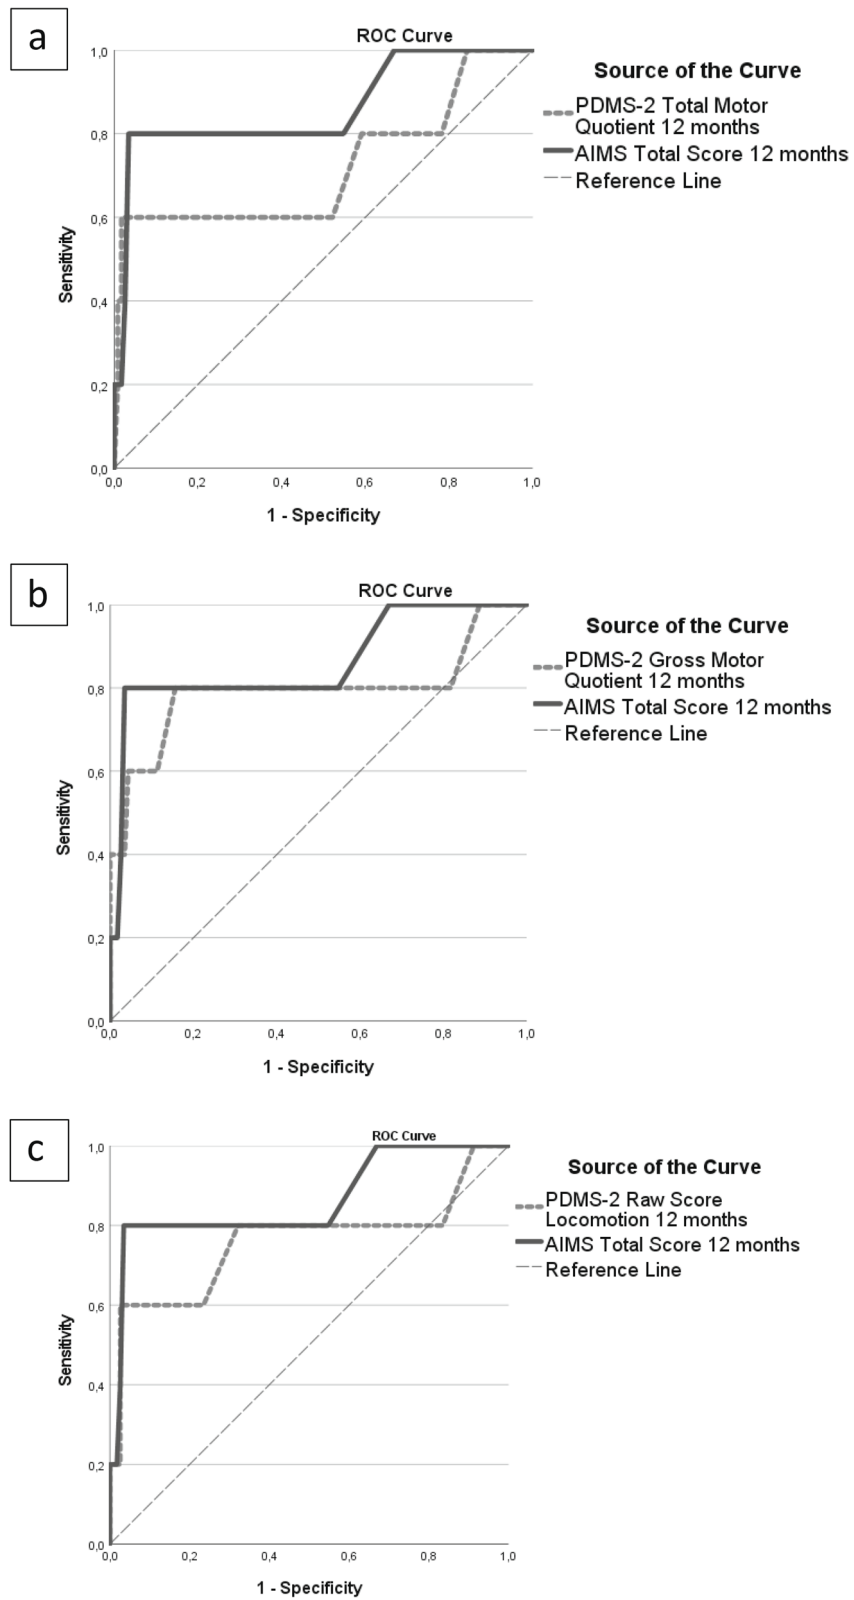 a
ROC Curve
Source of the Curve
PDMS-2 Total Motor
Quotient 12 months
AIMS Total Score 12 months
Reference Line
Sensitivity
1,0
0,8
0,6
0,4
0,2
0,0
0,0 0,2 0,4 0,6 0,8 1,0
1 - Specificity
b
ROC Curve
Source of the Curve
PDMS-2 Gross Motor
Quotient 12 months
AIMS Total Score 12 months
Reference Line
Sensitivity
1,0
0,8
0,6
0,4
0,2
0,0
0,0 0,2 0,4 0,6 0,8 1,0
1 - Specificity
c
ROC Curve
Source of the Curve
PDMS-2 Raw Score
Locomotion 12 months
AIMS Total Score 12 months
Reference Line
Sensitivity
1,0
0,8
0,6
0,4
0,2
0,0
0,0 0,2 0,4 0,6 0,8 1,0
1 - Specificity